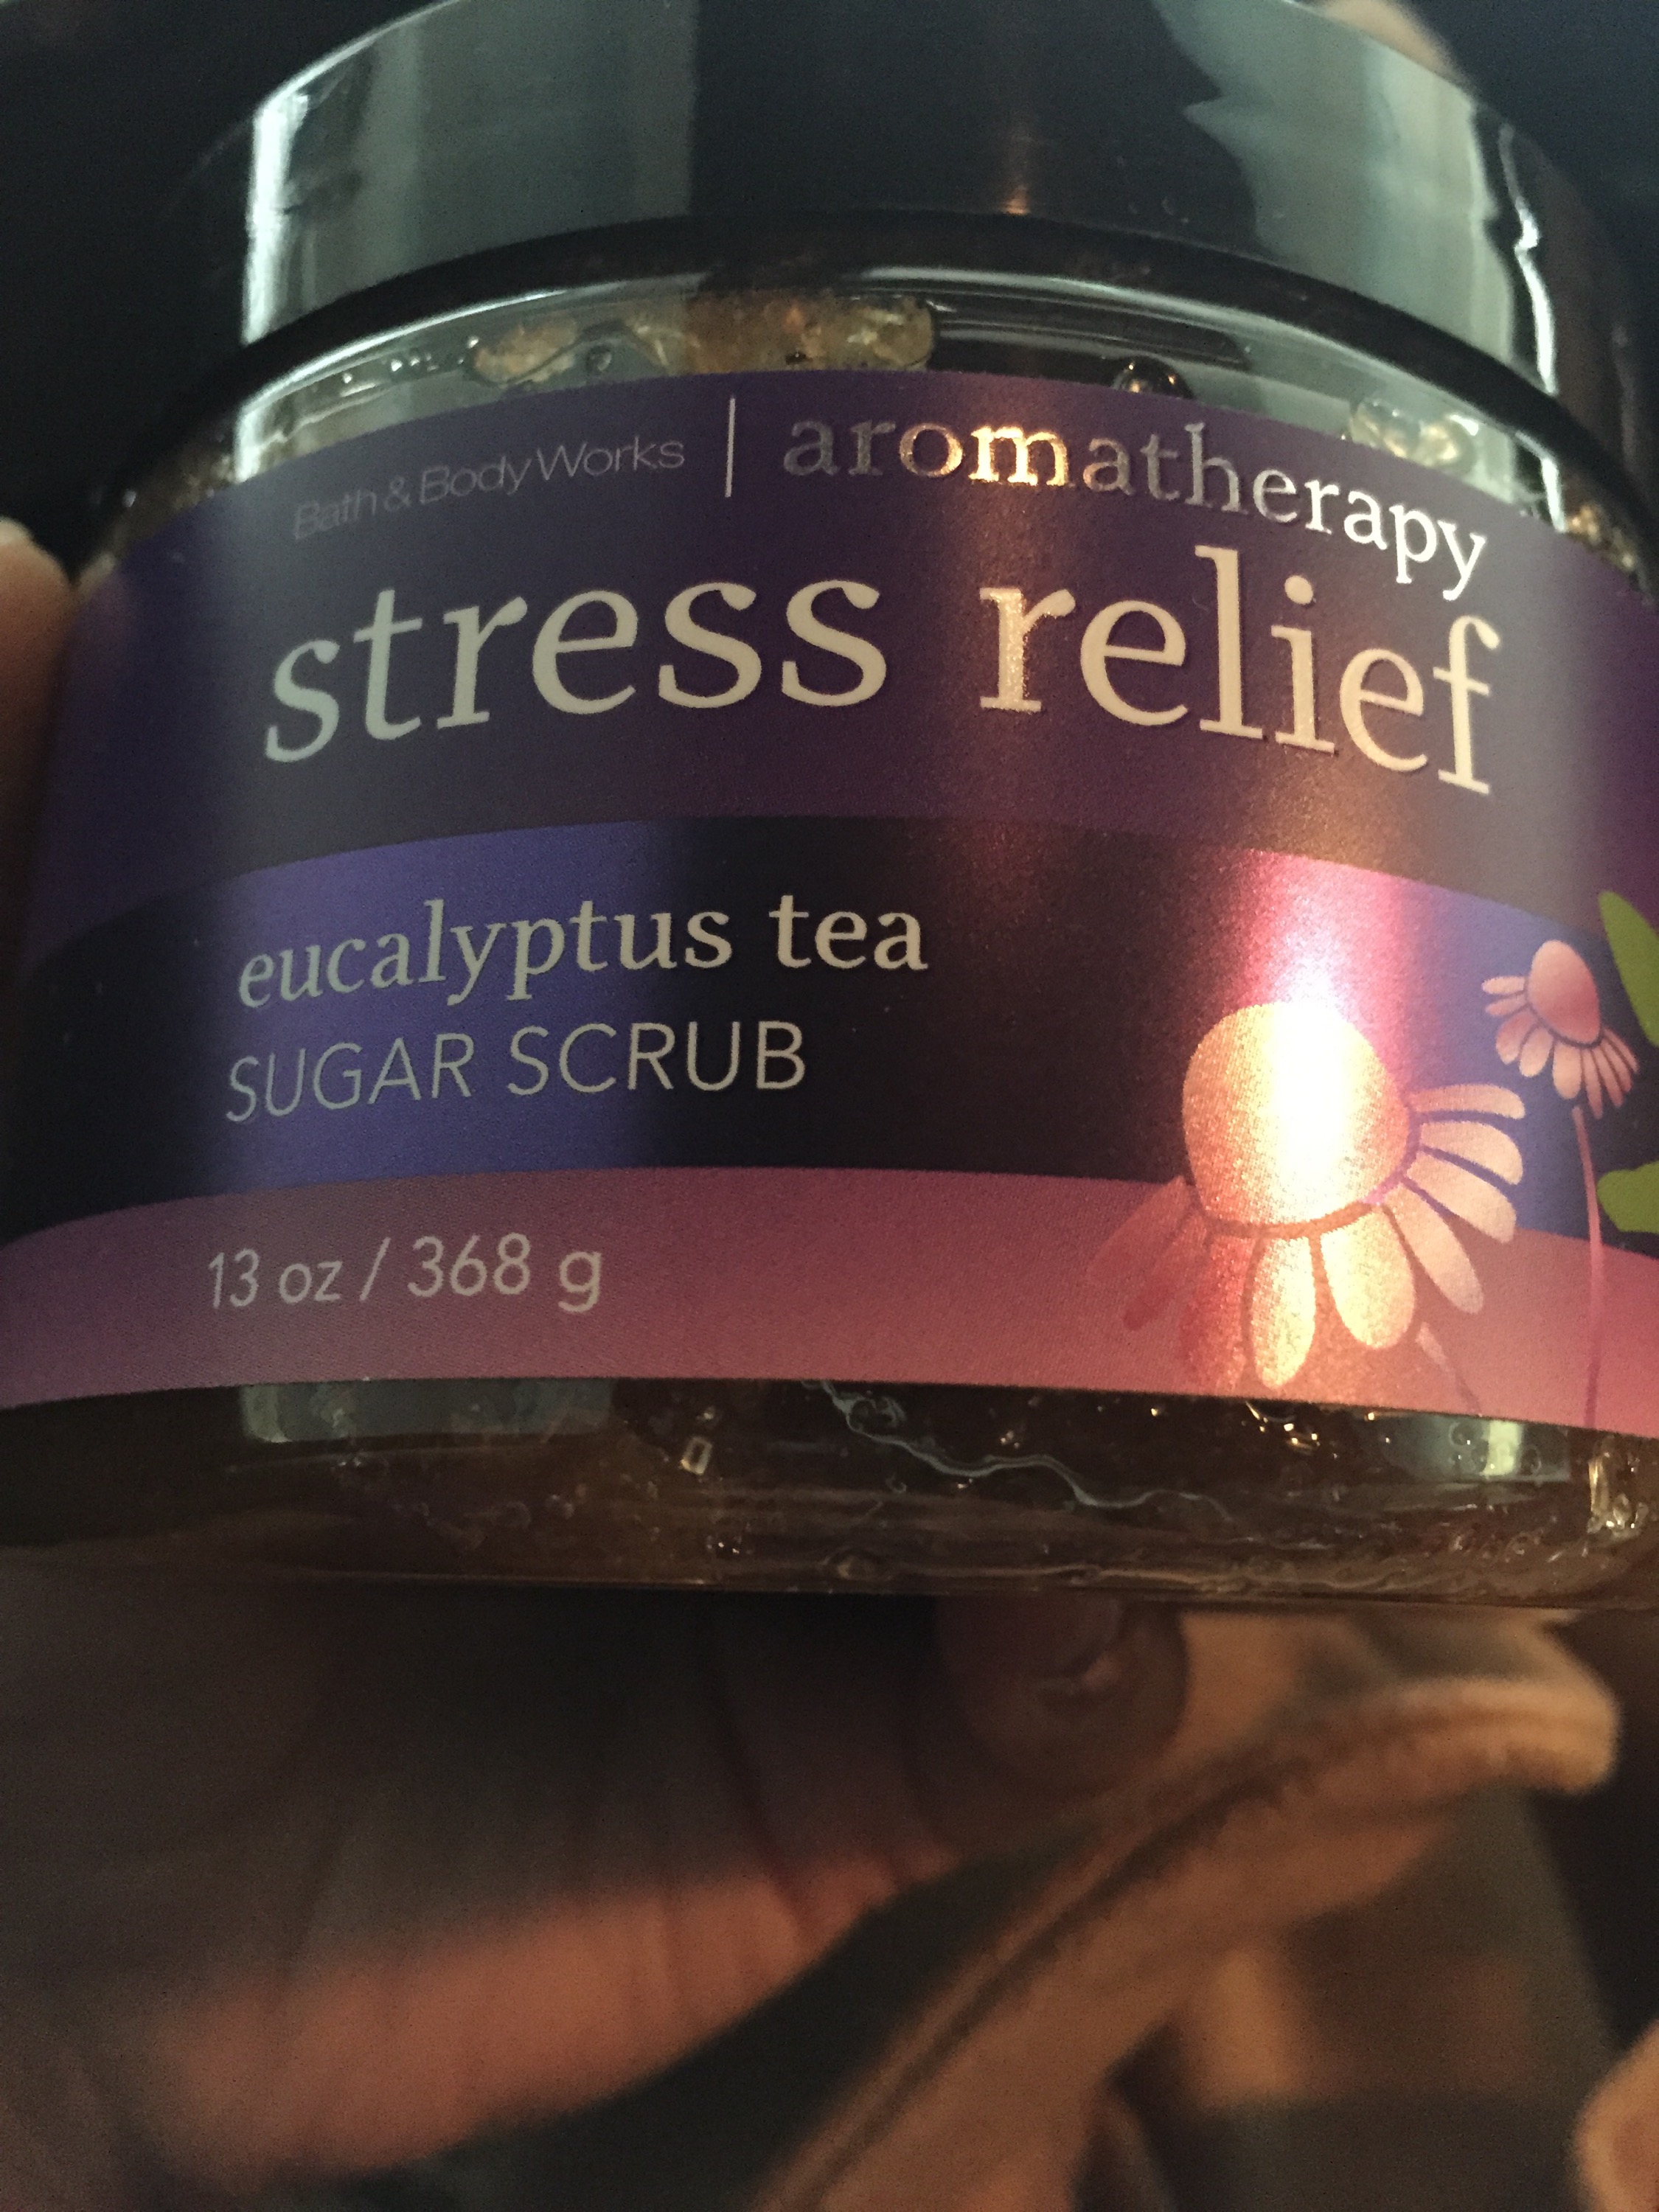 Bath & Body Works | aromatherapy
stress relief
eucalyptus tea
SUGAR SCRUB
13 oz / 368 g